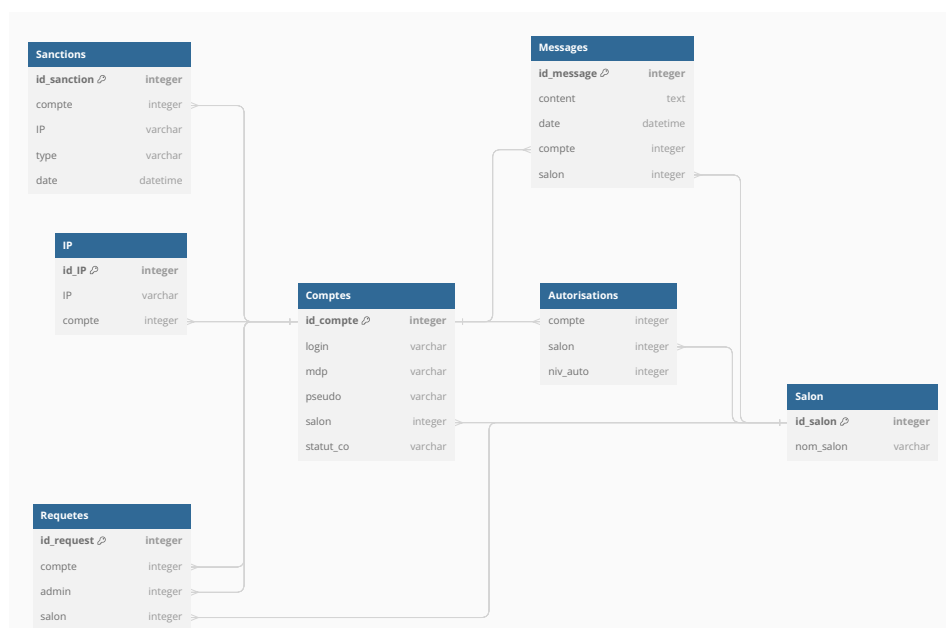 Sanctions
id_sanction integer
compte integer
IP varchar
type varchar
date datetime
Messages
id_message integer
content text
date datetime
compte integer
salon integer
IP
id_IP integer
IP varchar
compte integer
Comptes
id_compte integer
login varchar
mdp varchar
pseudo varchar
salon integer
statut_co varchar
Autorisations
compte integer
salon integer
niv_auto integer
Salon
id_salon integer
nom_salon varchar
Requetes
id_request integer
compte integer
admin integer
salon integer